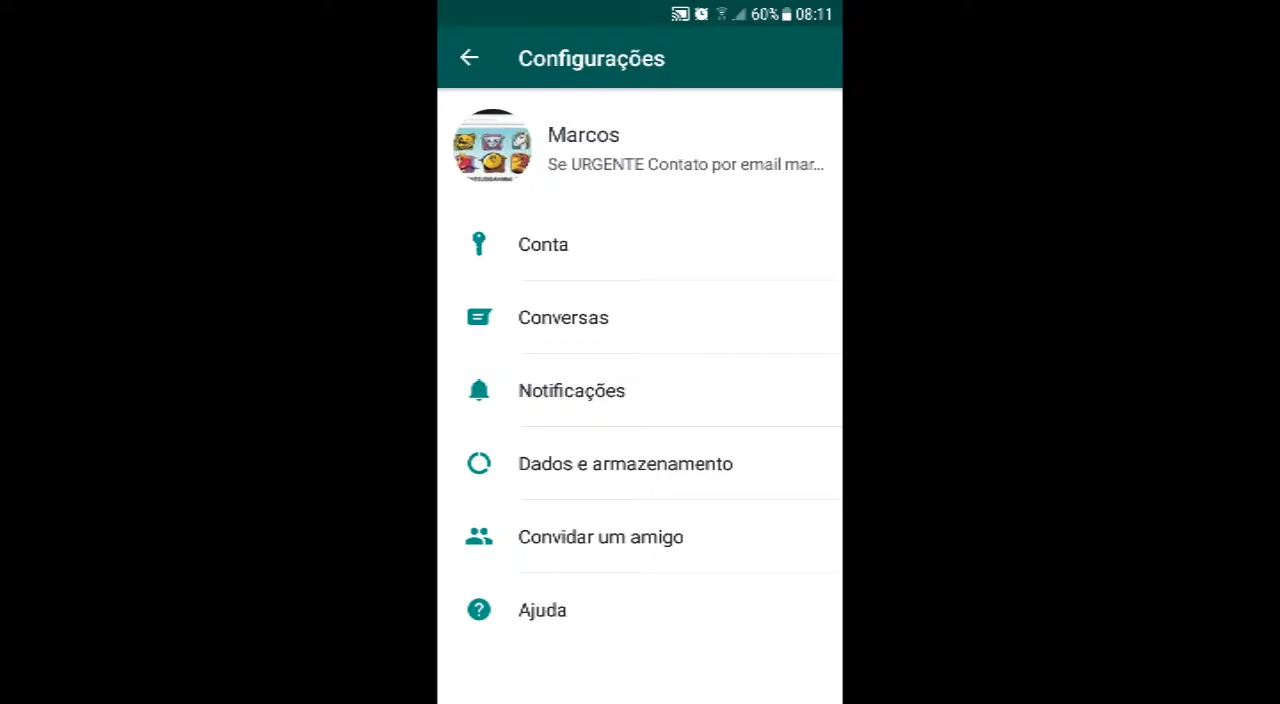 60% 08:11
Configurações
Marcos
Se URGENTE Contato por email mar...
Conta
Conversas
Notificações
Dados e armazenamento
Convidar um amigo
Ajuda